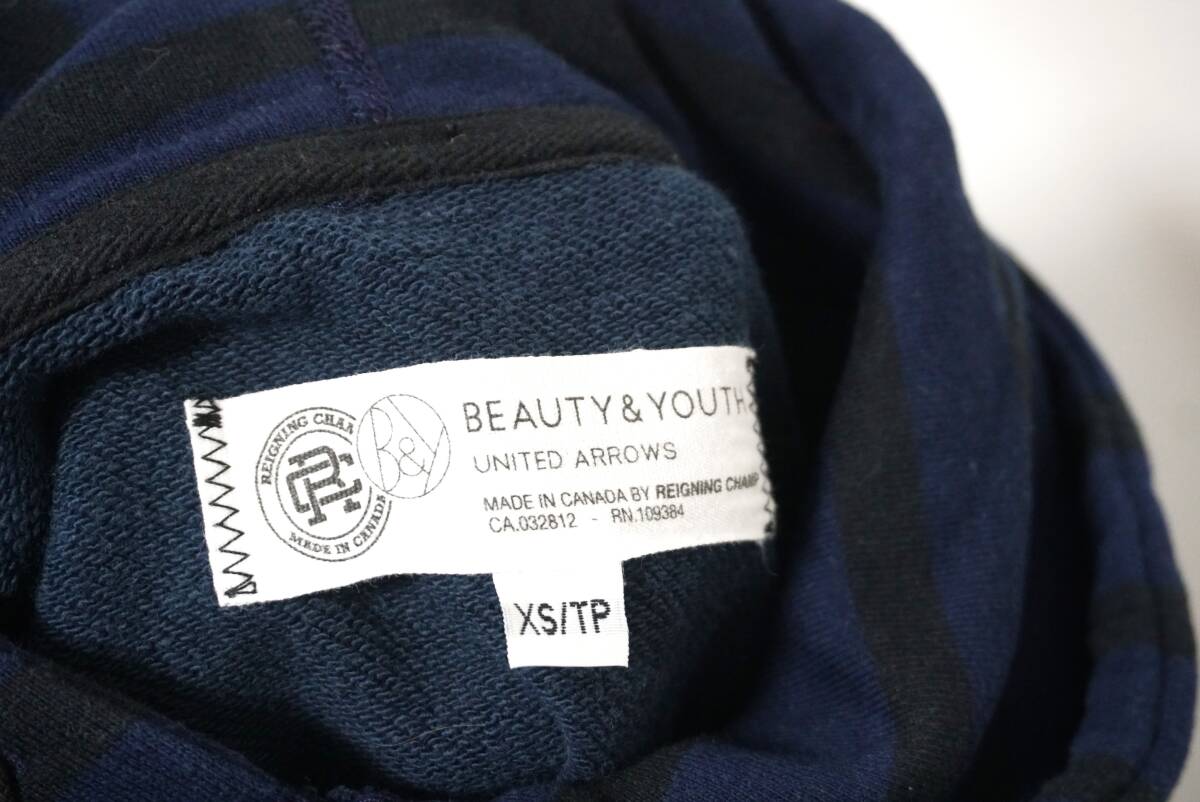 REIGNING CHA
RC
MADE IN CANADA
B&Y
BEAUTY & YOUTH
UNITED ARROWS
MADE IN CANADA BY REIGNING CHAMP
CA.032812 - RN.109384
XS/TP